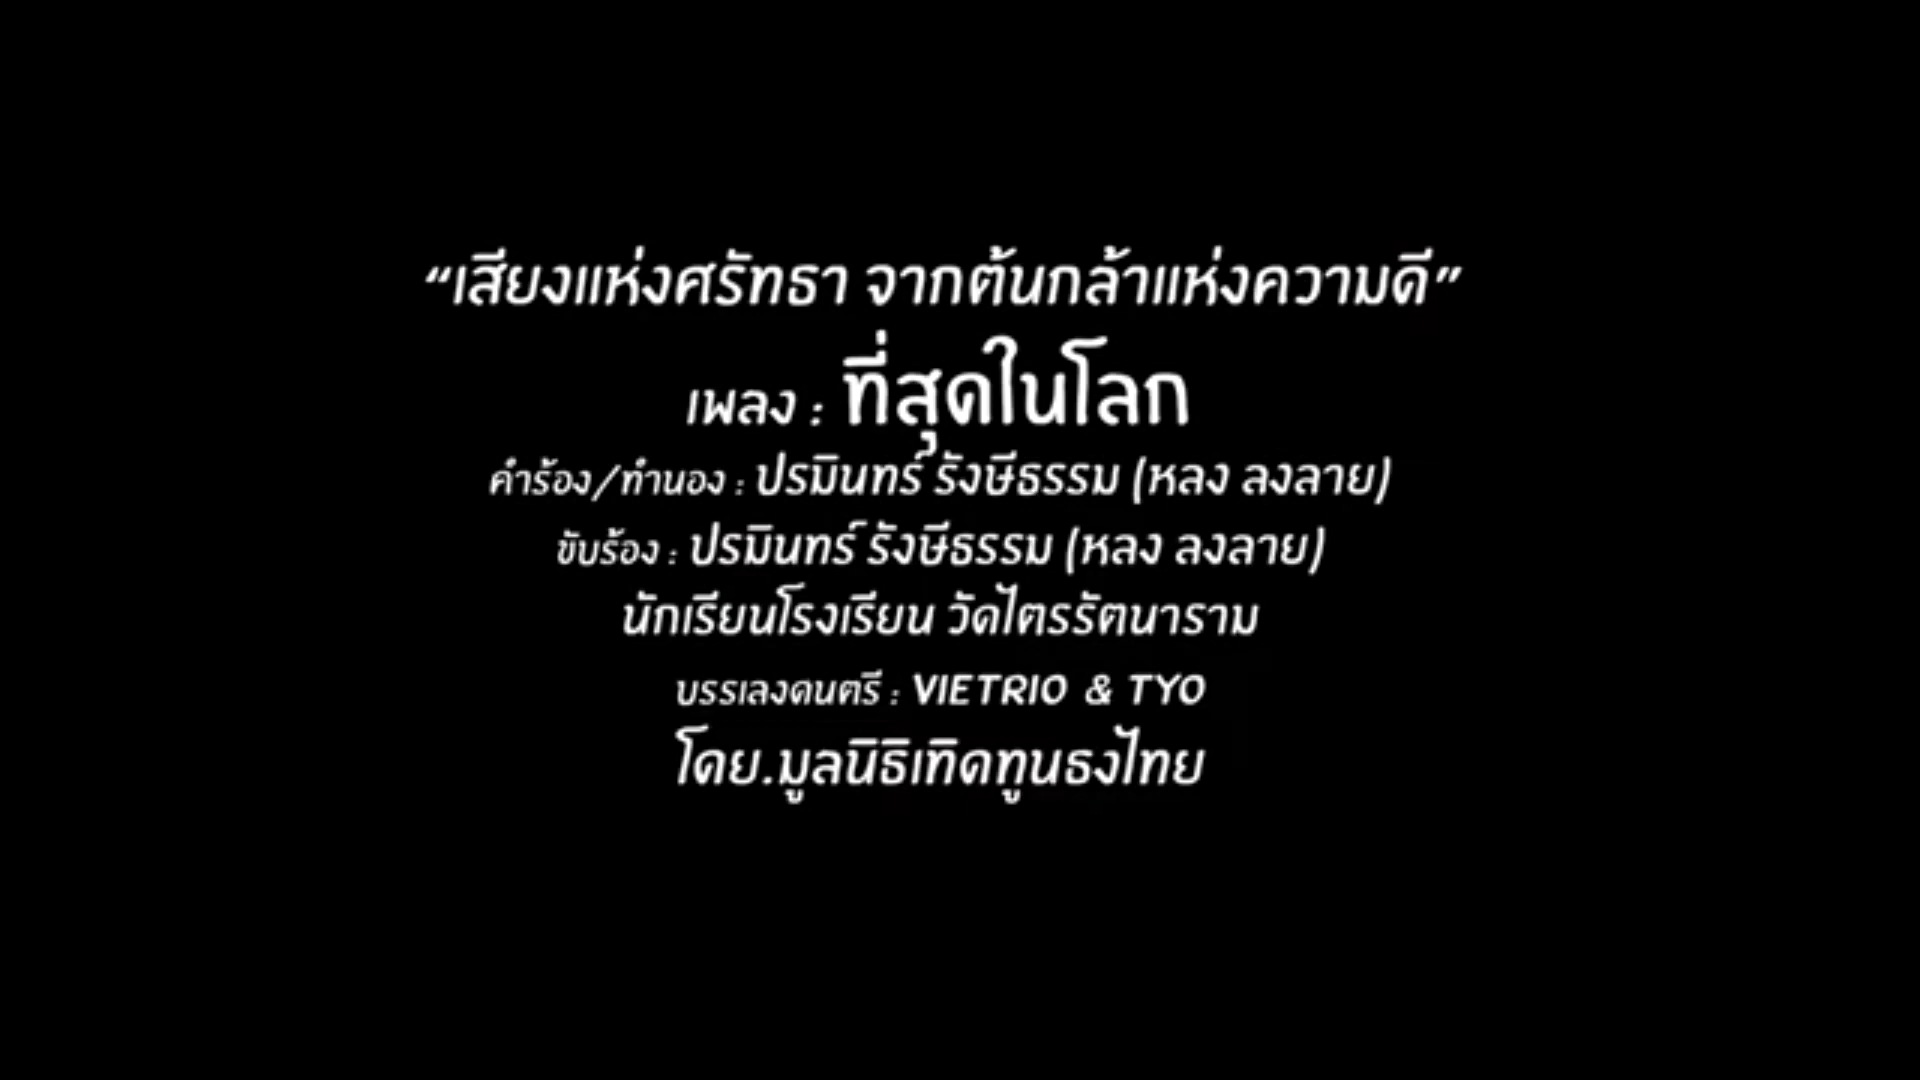 “เสียงแห่งศรัทธา จากต้นกล้าแห่งความดี”
เพลง : ที่สุดในโลก
คำร้อง/ทำนอง : ปรมินทร์ รังษีธรรม (หลง ลงลาย)
ขับร้อง : ปรมินทร์ รังษีธรรม (หลง ลงลาย)
นักเรียนโรงเรียน วัดไตรรัตนาราม
บรรเลงดนตรี : VIETRIO & TYO
โดย.มูลนิธิเทิดทูนธงไทย